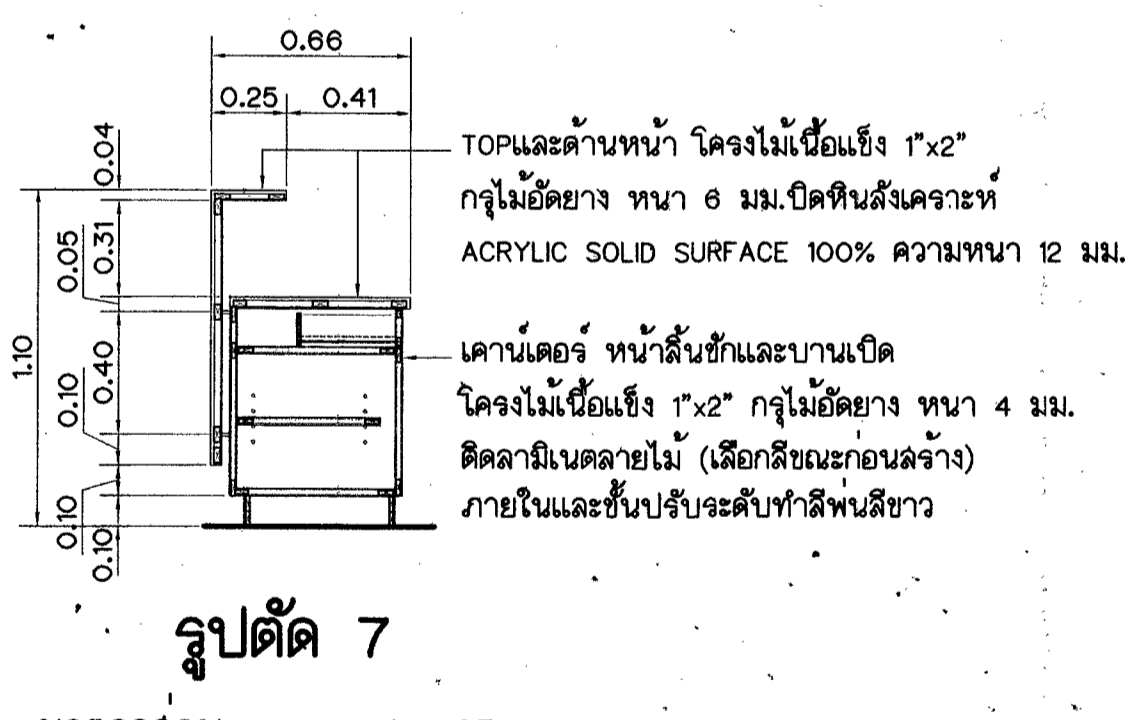 0.66
0.25 0.41
0.04
0.31
0.05
0.40
0.10
0.10
0.10
1.10
TOPและด้านหน้า โครงไม้เนื้อแข็ง 1"x2"
กรุไม้อัดยาง หนา 6 มม.ปิดหินสังเคราะห์
ACRYLIC SOLID SURFACE 100% ความหนา 12 มม.
เคาน์เตอร์ หน้าลิ้นชักและบานเปิด
โครงไม้เนื้อแข็ง 1"x2" กรุไม้อัดยาง หนา 4 มม.
ติดลามิเนตลายไม้ (เลือกสีขณะก่อนสร้าง)
ภายในและชั้นปรับระดับทำสีพ่นสีขาว
รูปตัด 7